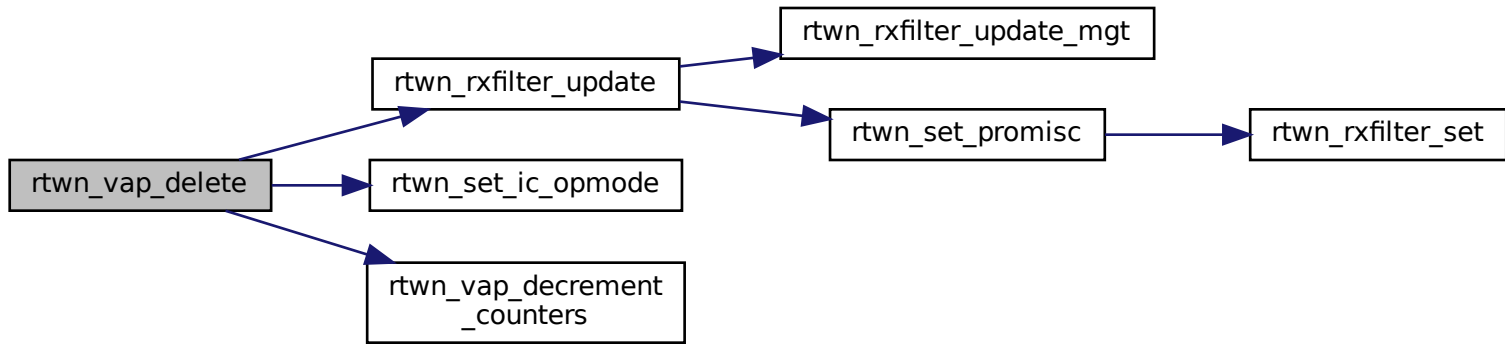 rtwn_rxfilter_update_mgt
rtwn_rxfilter_update
rtwn_set_promisc
rtwn_rxfilter_set
rtwn_vap_delete
rtwn_set_ic_opmode
rtwn_vap_decrement
_counters